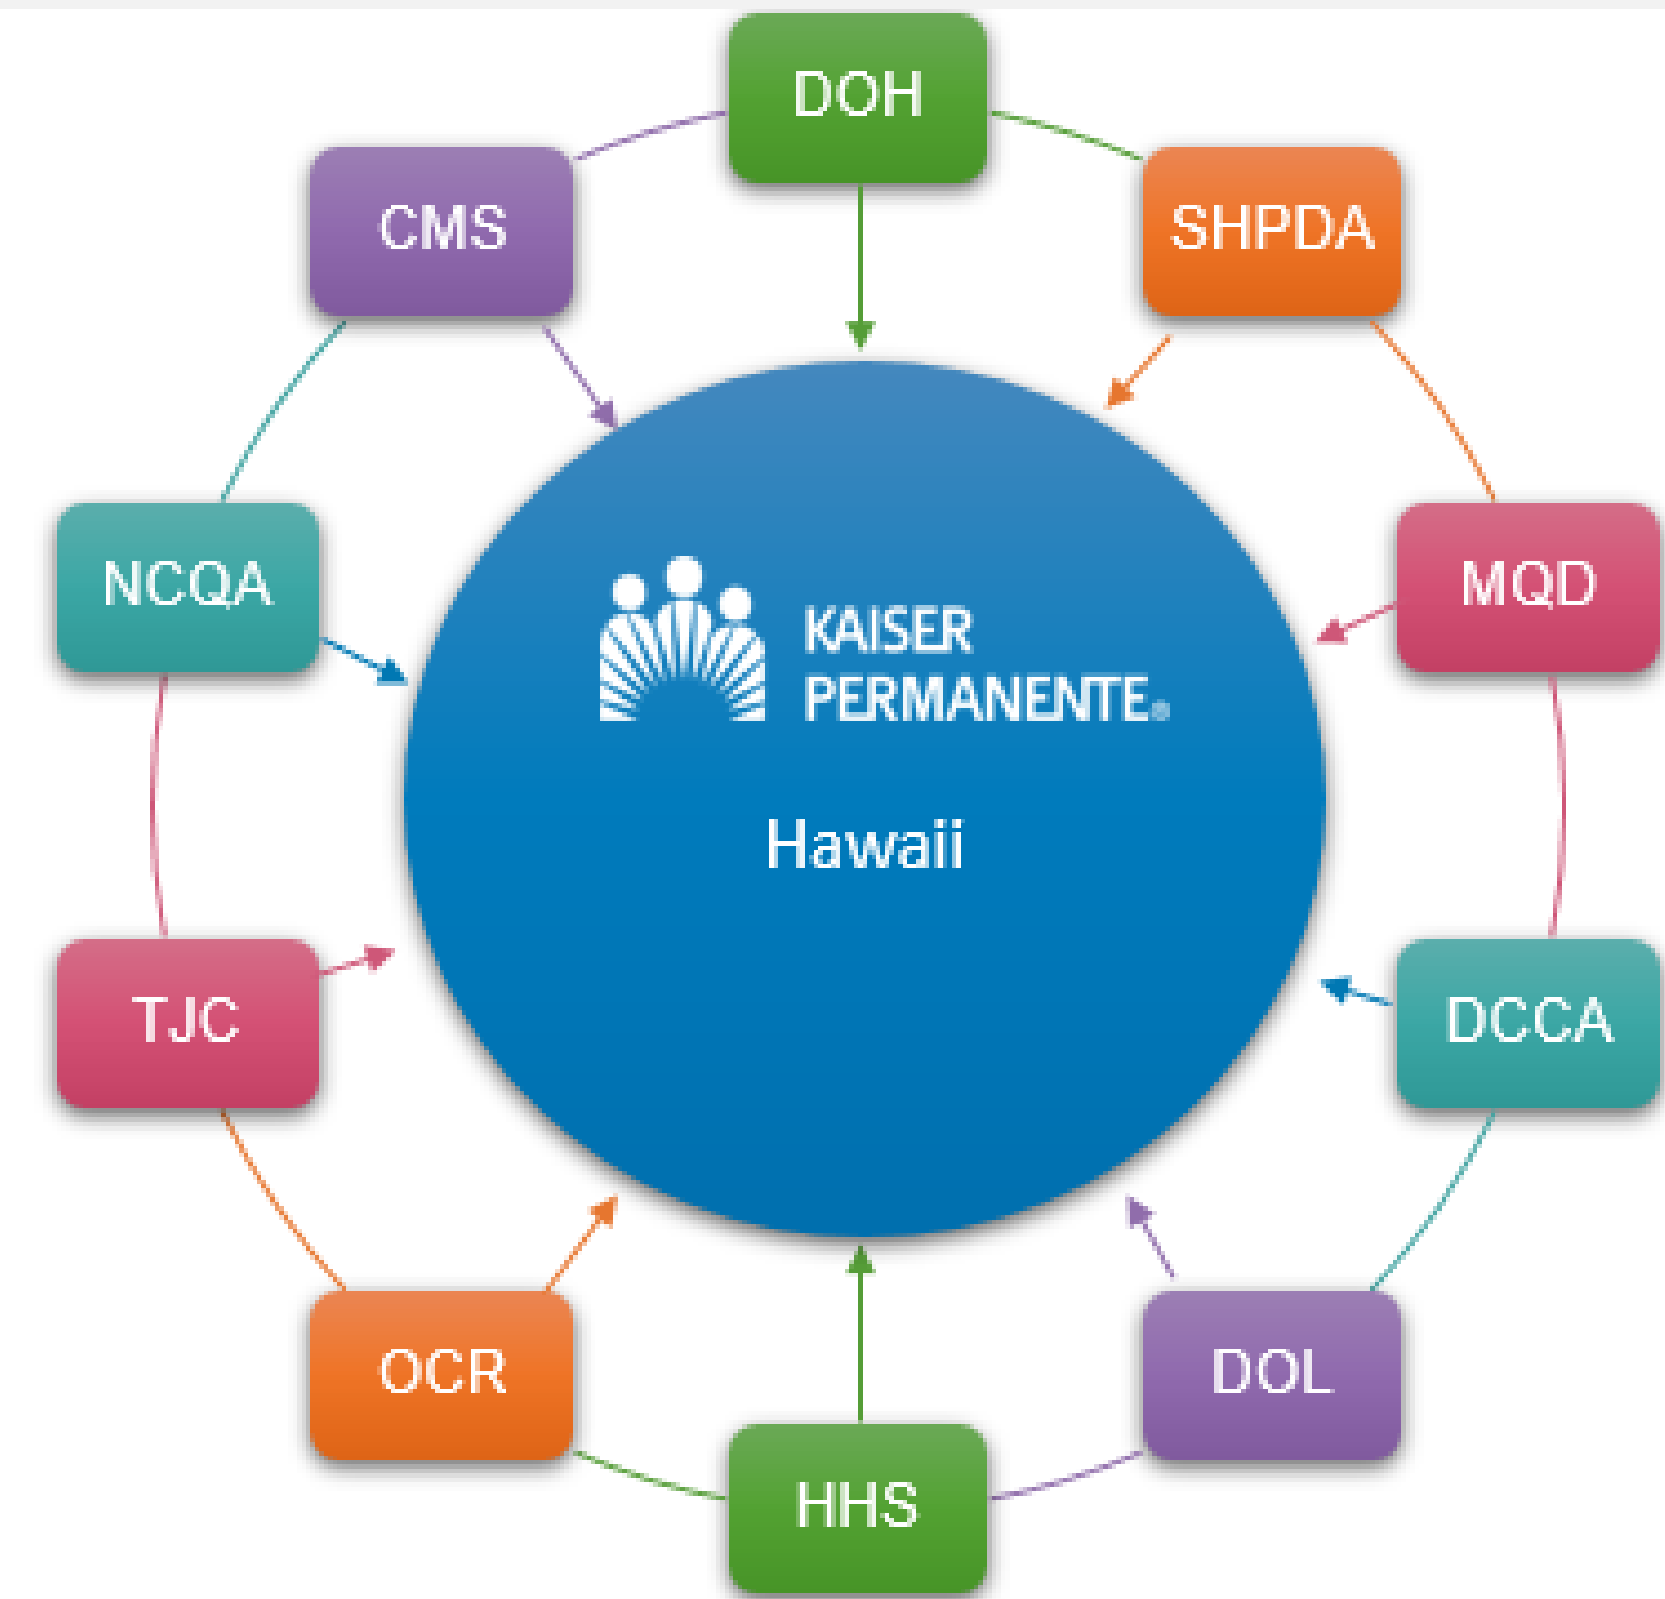 DOH
SHPDA
MQD
DCCA
DOL
HHS
OCR
TJC
NCQA
CMS
KAISER
PERMANENTE®
Hawaii